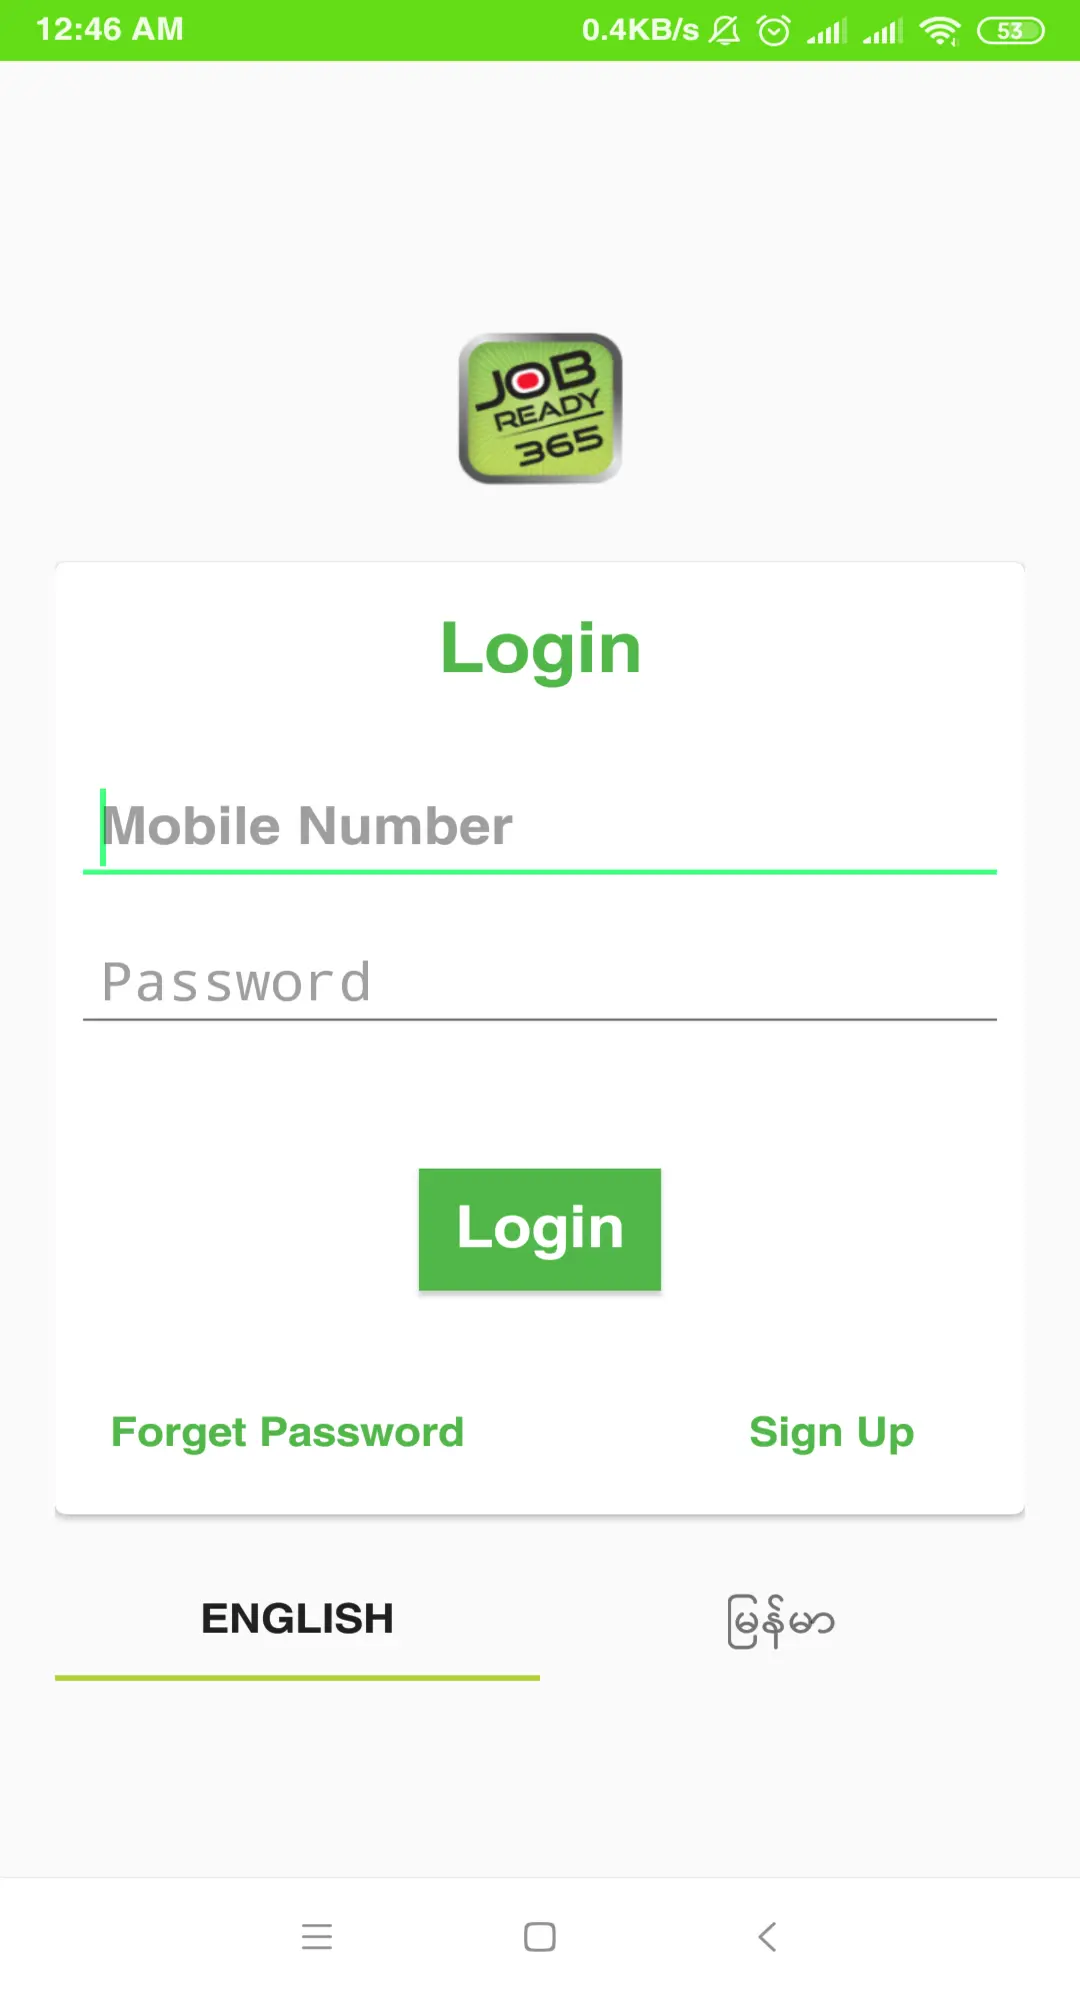 12:46 AM 0.4KB/s 53
JOB
READY
365
Login
Mobile Number
Password
Login
Forget Password Sign Up
ENGLISH မြန်မာ